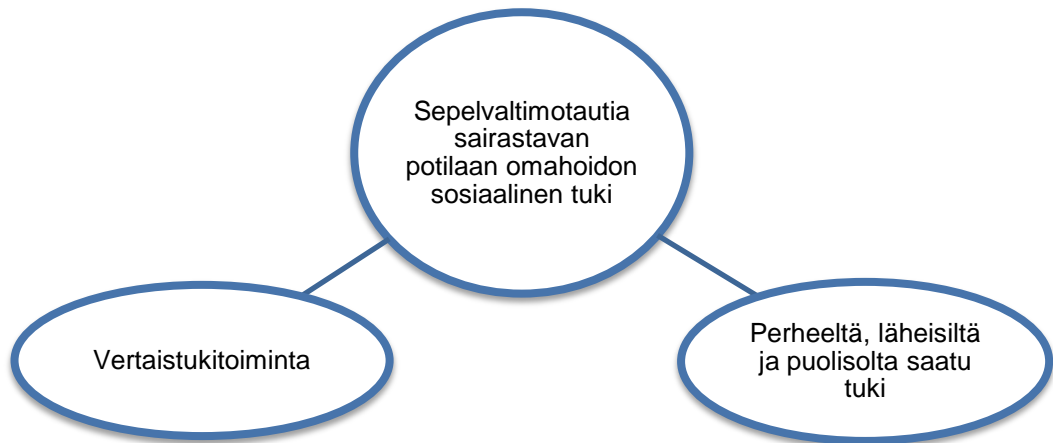 Sepelvaltimotautia
sairastavan
potilaan omahoidon
sosiaalinen tuki
Vertaistukitoiminta
Perheeltä, läheisiltä
ja puolisolta saatu
tuki